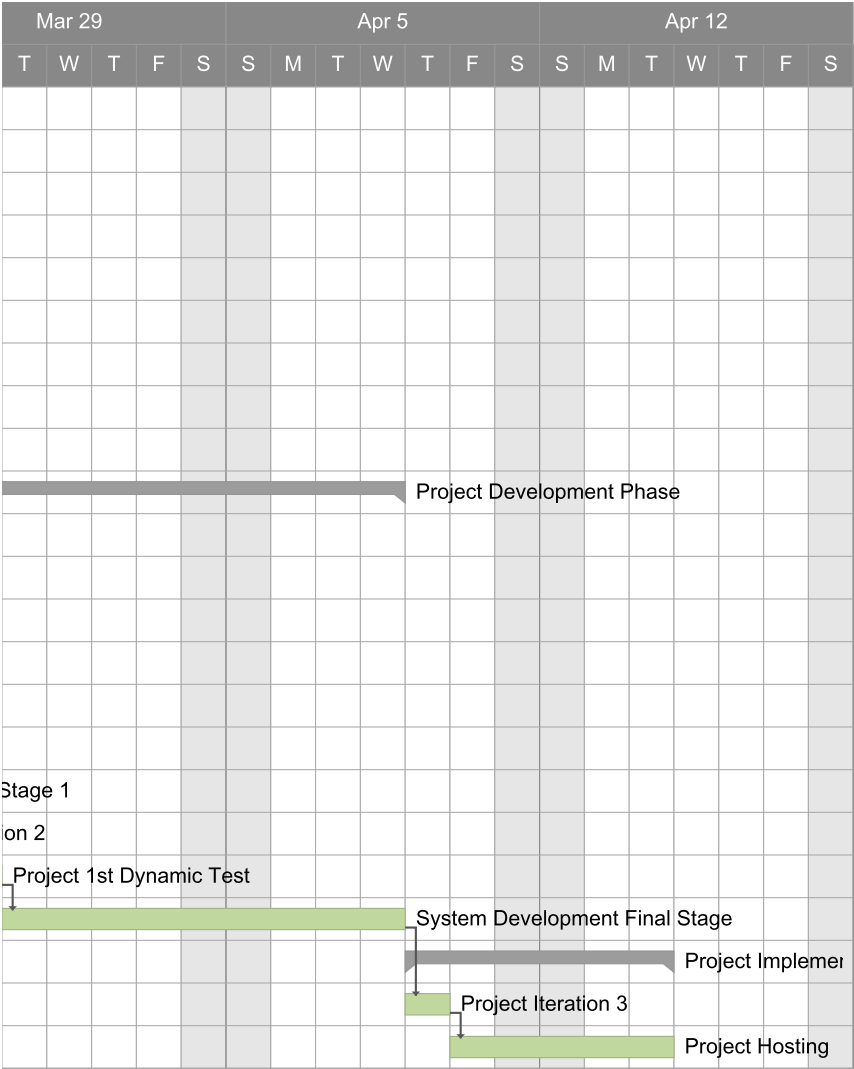 Mar 29 Apr 5 Apr 12
T W T F S S M T W T F S S M T W T F S
Project Development Phase
Stage 1
ion 2
Project 1st Dynamic Test
System Development Final Stage
Project Implemer
Project Iteration 3
Project Hosting